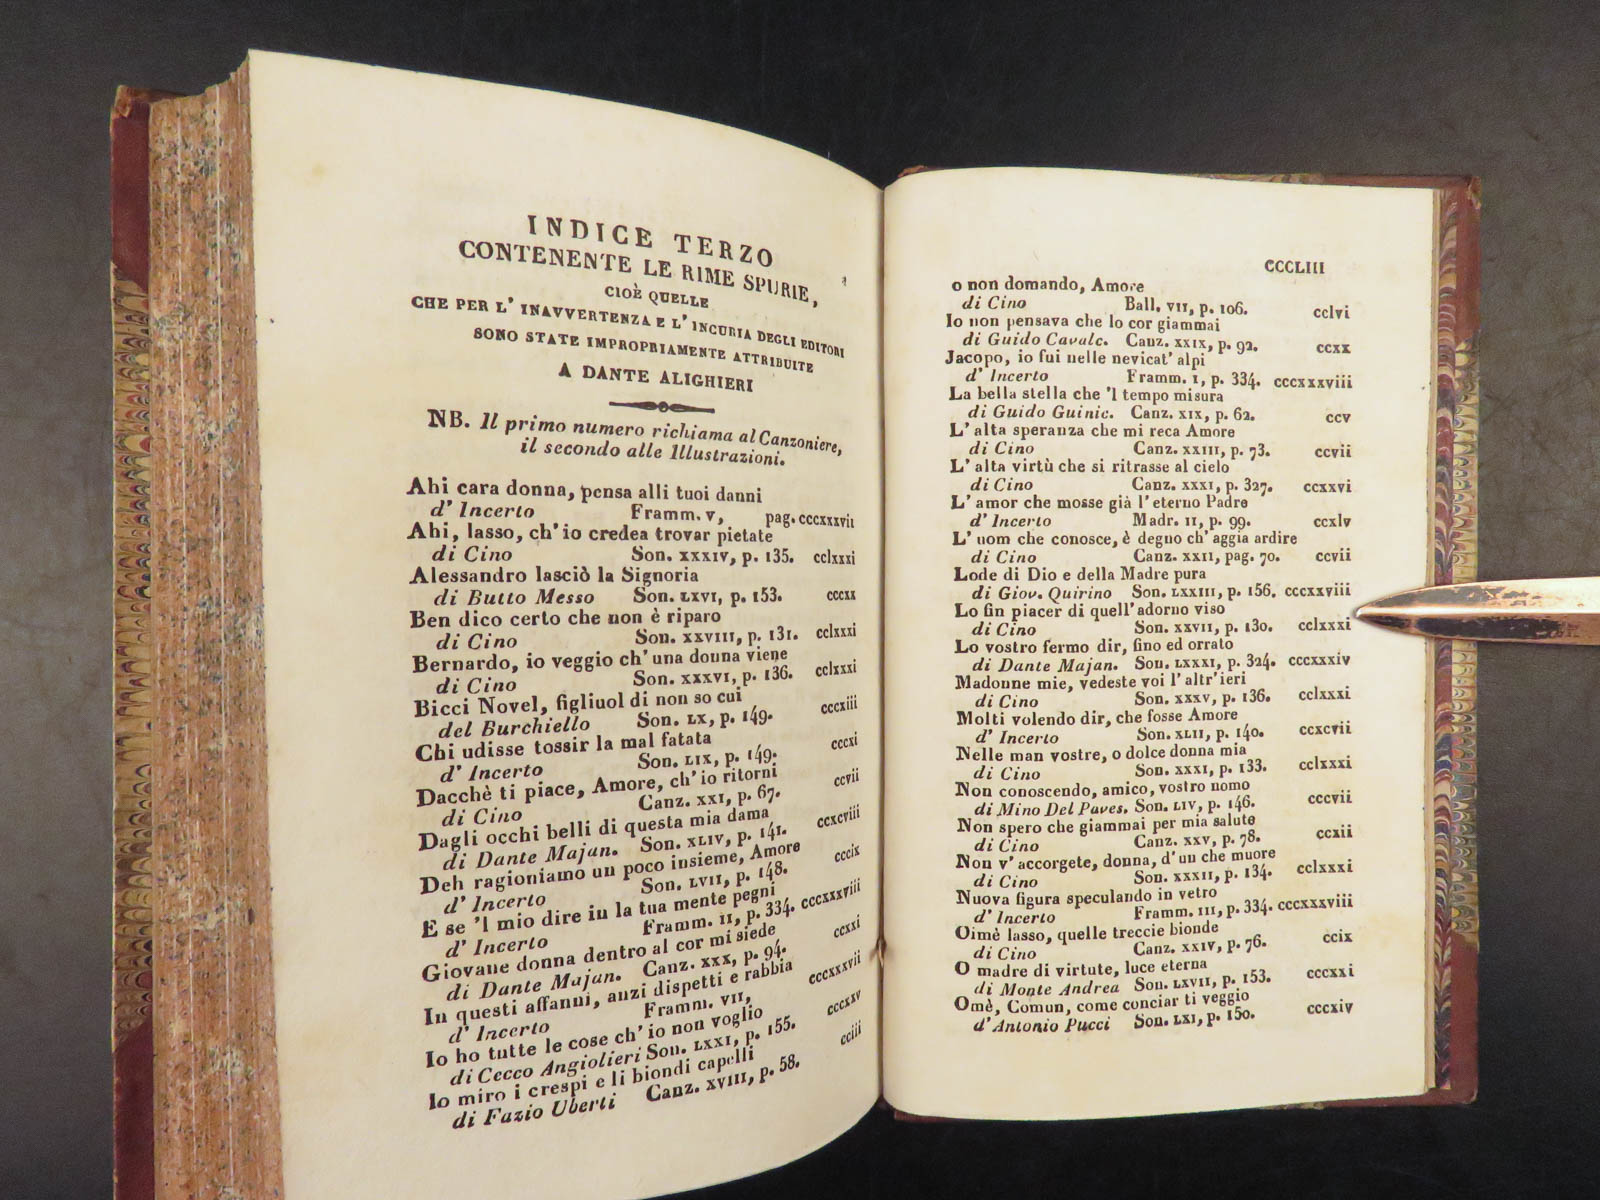 INDICE TERZO
CONTENENTE LE RIME SPURIE,
CIOÈ QUELLE
CHE PER L' INAVVERTENZA E L' INCURIA DEGLI EDITORI
SONO STATE IMPROPRIAMENTE ATTRIBUITE
A DANTE ALIGHIERI
NB. Il primo numero richiama al Canzoniere,
il secondo alle Illustrazioni.
Ahi cara donna, pensa alli tuoi danni
d' Incerto Framm. V, pag. cccxxxvii
Ahi, lasso, ch' io credea trovar pietate
di Cino Son. XXXIV, p. 135. cclxxxi
Alessandro lasciò la Signoria
di Butto Messo Son. LXVI, p. 153. cccxx
Ben dico certo che non è riparo
di Cino Son. XXVIII, p. 131. cclxxxi
Bernardo, io veggio ch' una donna viene
di Cino Son. XXXVI, p. 136. cclxxxi
Bicci Novel, figliuol di non so cui
del Burchiello Son. LX, p. 149. cccxiii
Chi udisse tossir la mal fatata
d' Incerto Son. LIX, p. 149. cccxi
Dacchè ti piace, Amore, ch' io ritorni
di Cino Canz. XXI, p. 67. ccvii
Dagli occhi belli di questa mia dama
di Dante Majan. Son. XLIV, p. 141. ccxcviii
Deh ragioniamo un poco insieme, Amore
d' Incerto Son. LVII, p. 148. cccix
E se 'l mio dire in la tua mente pegni
d' Incerto Framm. II, p. 334. cccxxxviii
Giovane donna dentro al cor mi siede
di Dante Majan. Canz. XXX, p. 94. ccxxi
In questi affanni, anzi dispetti e rabbia
d' Incerto Framm. VII, cccxxxvii
Io ho tutte le cose ch' io non voglio
di Cecco Angiolieri Son. LXXI, p. 155. cccxxv
Io miro i crespi e li biondi capelli
di Fazio Uberti Canz. XVIII, p. 58. cciii
CCCLIII
o non domando, Amore
di Cino Ball. VII, p. 106. cclvi
Io non pensava che lo cor giammai
di Guido Cavalc. Canz. XXIX, p. 92. ccxx
Jacopo, io fui nelle nevicat' alpi
d' Incerto Framm. I, p. 334. cccxxxviii
La bella stella che 'l tempo misura
di Guido Guinic. Canz. XIX, p. 62. ccv
L' alta speranza che mi reca Amore
di Cino Canz. XXIII, p. 73. ccvii
L' alta virtù che si ritrasse al cielo
di Cino Canz. XXXI, p. 327. ccxxvi
L' amor che mosse già l' eterno Padre
d' Incerto Madr. II, p. 99. ccxlv
L' uom che conosce, è degno ch' aggia ardire
di Cino Canz. XXII, pag. 70. ccvii
Lode di Dio e della Madre pura
di Giov. Quirino Son. LXXIII, p. 156. cccxxviii
Lo fin piacer di quell' adorno viso
di Cino Son. XXVII, p. 130. cclxxxi
Lo vostro fermo dir, fino ed orrato
di Dante Majan. Son. LXXXI, p. 324. cccxxxiv
Madonne mie, vedeste voi l' altr'ieri
di Cino Son. XXXV, p. 136. cclxxxi
Molti volendo dir, che fosse Amore
d' Incerto Son. XLII, p. 140. ccxcvii
Nelle man vostre, o dolce donna mia
di Cino Son. XXXI, p. 133. cclxxxi
Non conoscendo, amico, vostro nomo
di Mino Del Paves. Son. LIV, p. 146. cccvii
Non spero che giammai per mia salute
di Cino Canz. XXV, p. 78. ccxii
Non v' accorgete, donna, d' un che muore
di Cino Son. XXXII, p. 134. cclxxxi
Nuova figura speculando in vetro
d' Incerto Framm. III, p. 334. cccxxxviii
Oimè lasso, quelle treccie bionde
di Cino Canz. XXIV, p. 76. ccix
O madre di virtute, luce eterna
di Monte Andrea Son. LXVII, p. 153. cccxxi
Omè, Comun, come conciar ti veggio
d'Antonio Pucci Son. LXI, p. 150. cccxiv